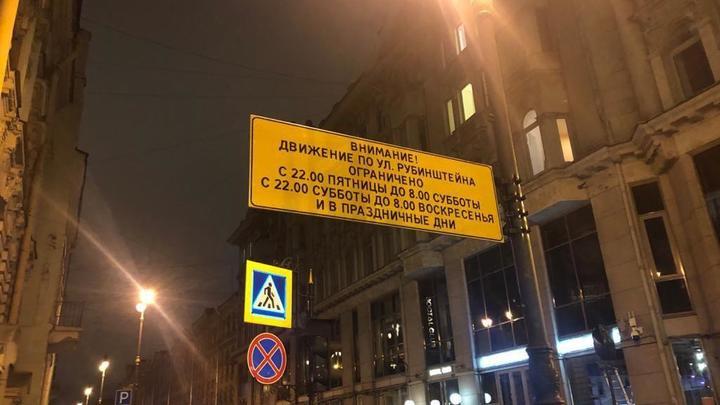 ВНИМАНИЕ!
ДВИЖЕНИЕ ПО УЛ. РУБИНШТЕЙНА
ОГРАНИЧЕНО
С 22.00 ПЯТНИЦЫ ДО 8.00 СУББОТЫ
С 22.00 СУББОТЫ ДО 8.00 ВОСКРЕСЕНЬЯ
И В ПРАЗДНИЧНЫЕ ДНИ
P